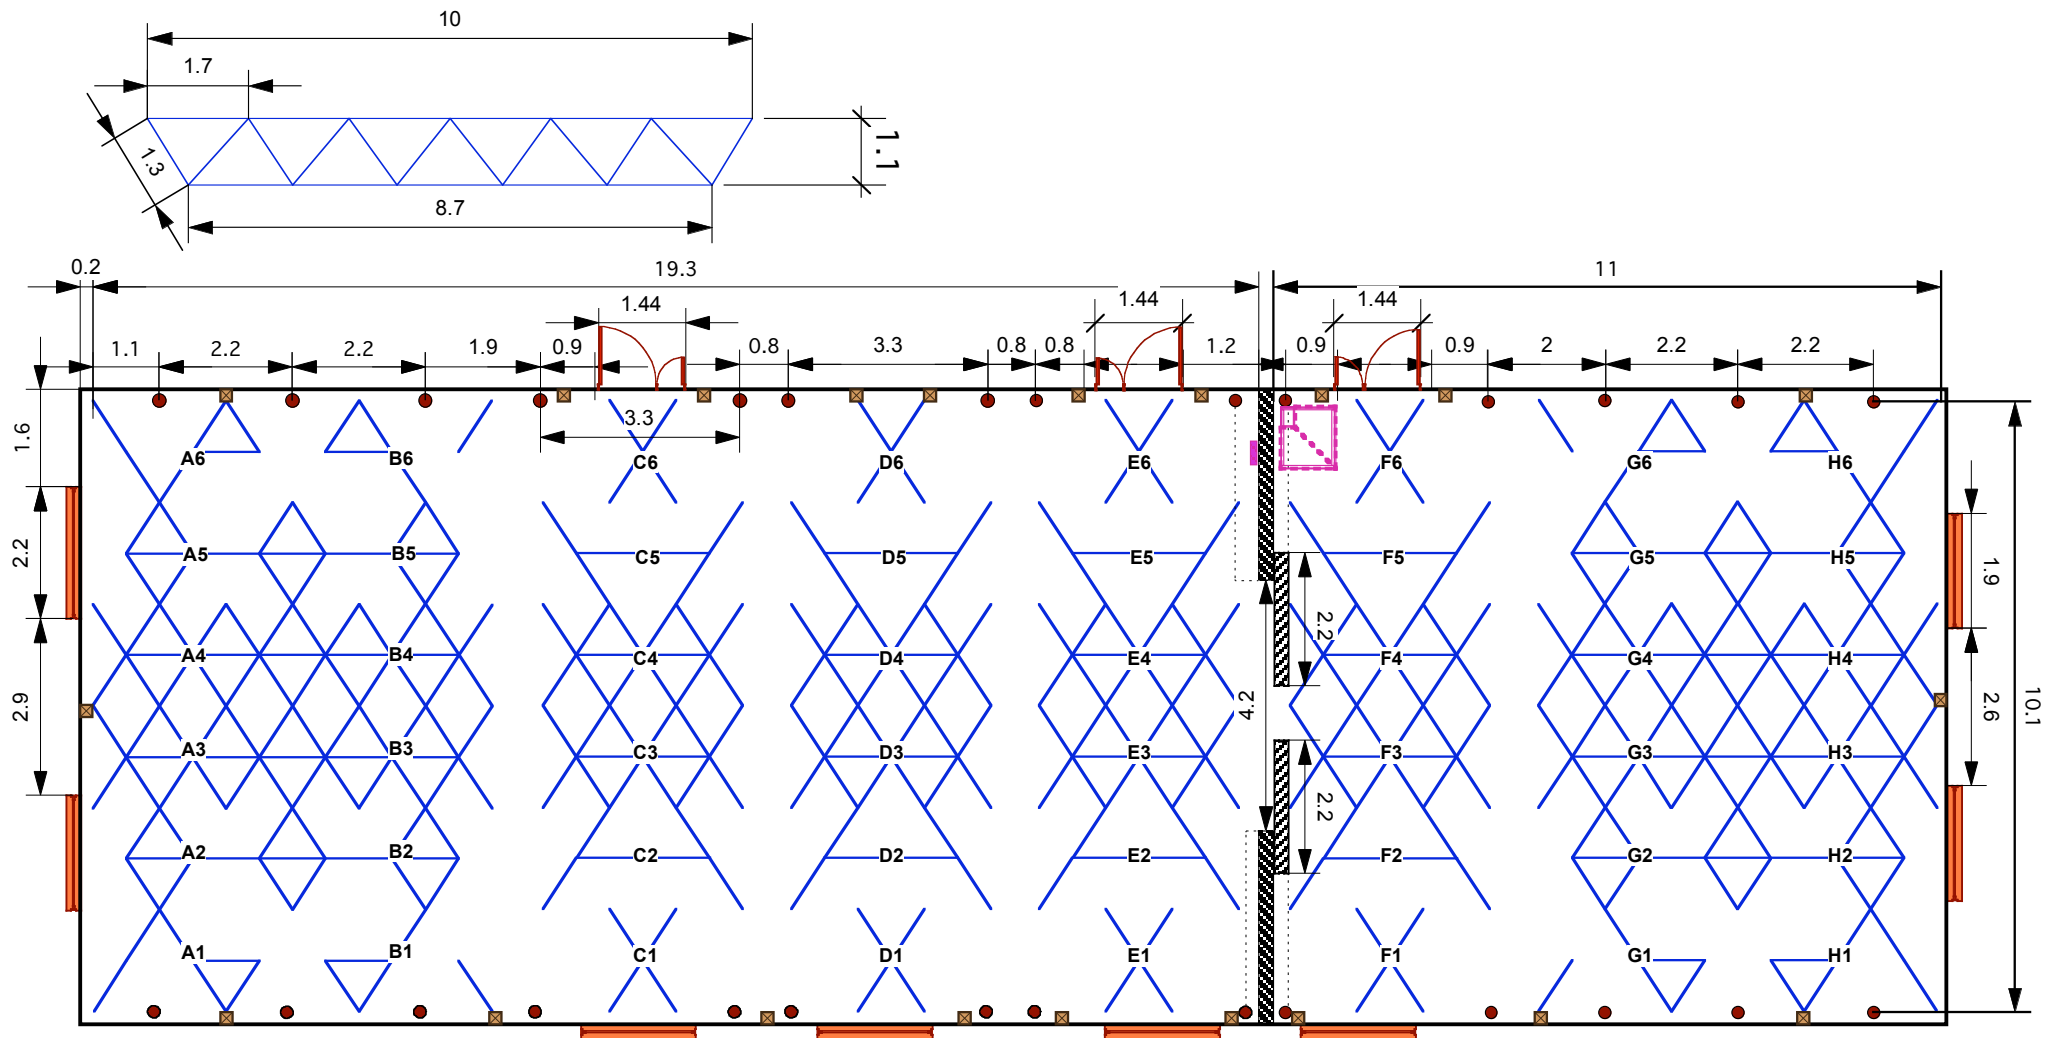 10
1.7
1.3
1.1
8.7
0.2
19.3
11
1.44
1.44
1.44
1.1
2.2
2.2
1.9
0.9
0.8
3.3
0.8
0.8
1.2
0.9
0.9
2
2.2
2.2
3.3
1.6
2.2
2.9
A6
B6
C6
D6
E6
F6
G6
H6
A5
B5
C5
D5
E5
F5
G5
H5
1.9
2.2
A4
B4
C4
D4
E4
F4
G4
H4
4.2
2.6
10.1
A3
B3
C3
D3
E3
F3
G3
H3
2.2
A2
B2
C2
D2
E2
F2
G2
H2
A1
B1
C1
D1
E1
F1
G1
H1